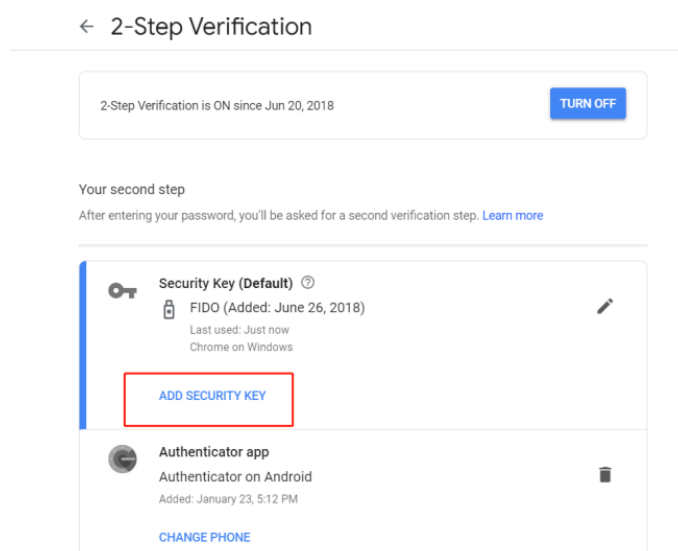 2-Step Verification
2-Step Verification is ON since Jun 20, 2018
TURN OFF
Your second step
After entering your password, you'll be asked for a second verification step. Learn more
Security Key (Default)
FIDO (Added: June 26, 2018)
Last used: Just now
Chrome on Windows
ADD SECURITY KEY
Authenticator app
Authenticator on Android
Added: January 23, 5:12 PM
CHANGE PHONE